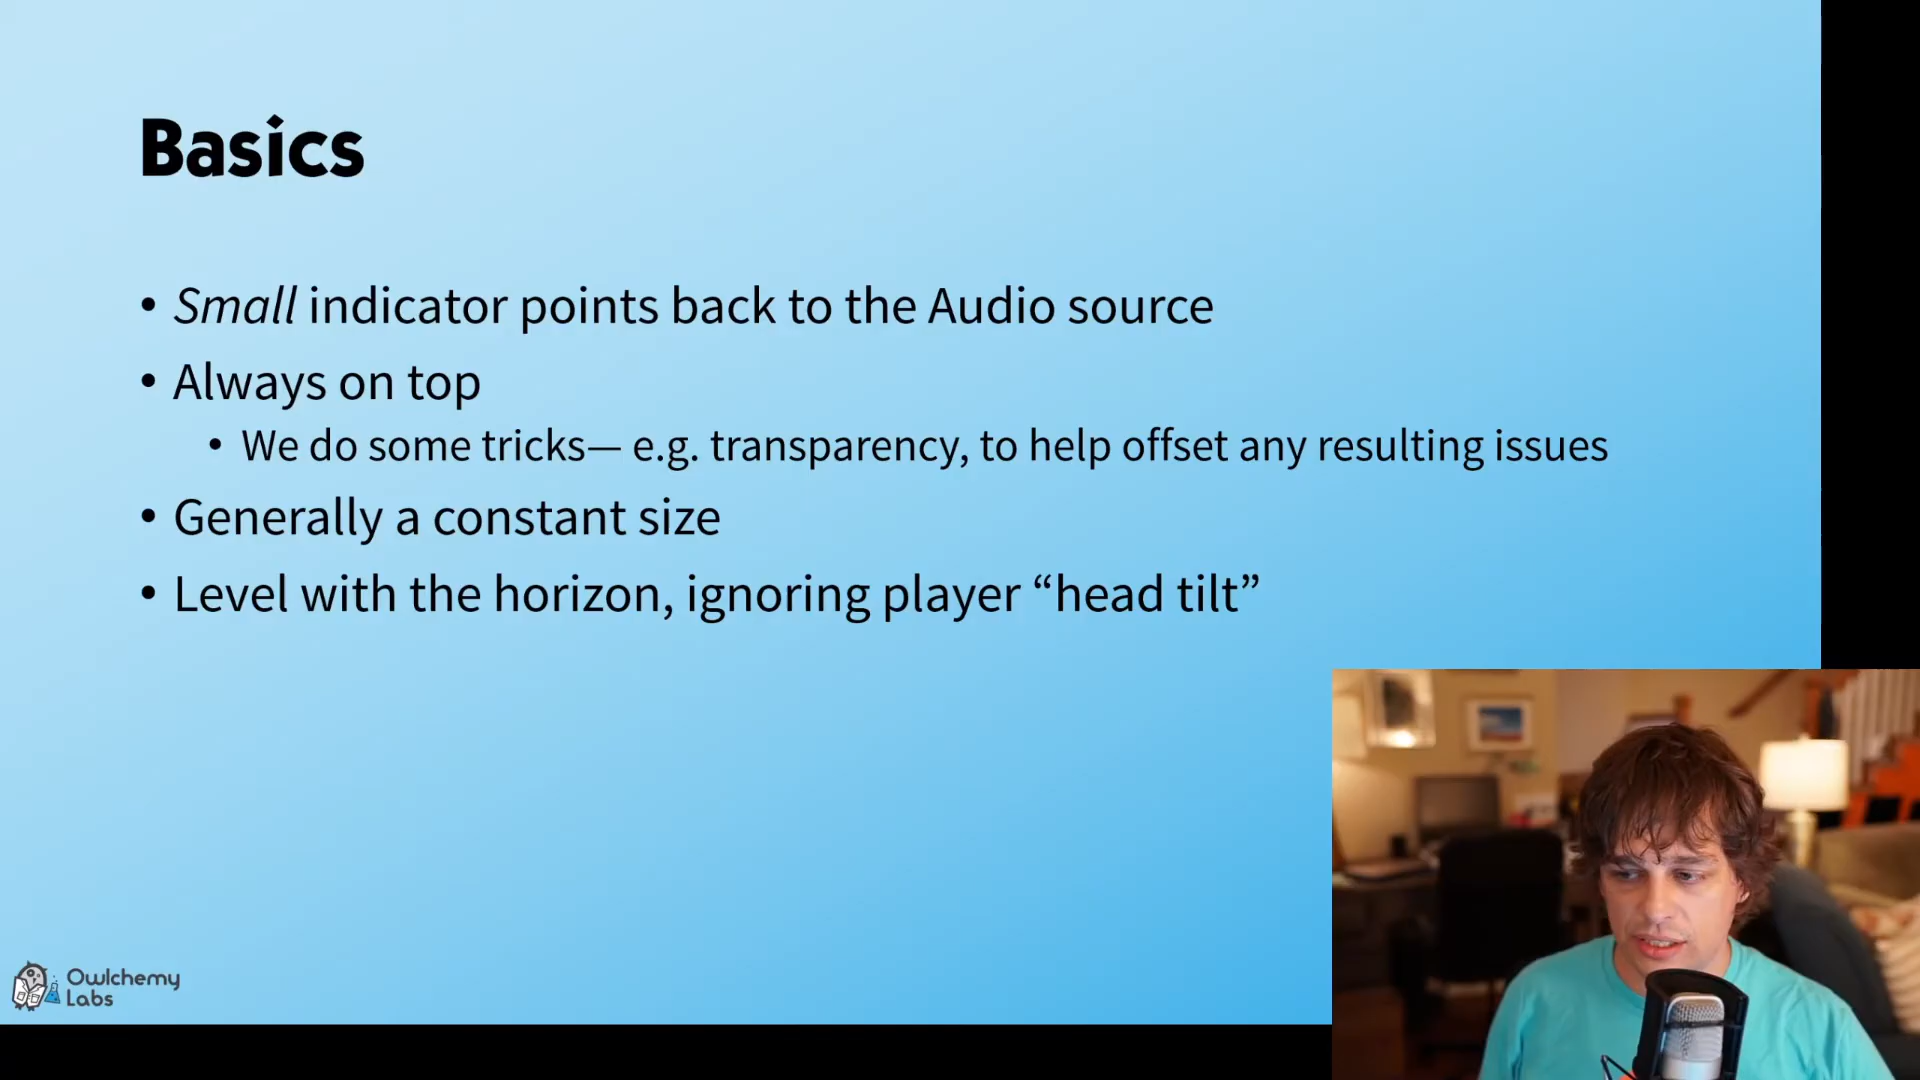 Basics
• Small indicator points back to the Audio source
• Always on top
• We do some tricks— e.g. transparency, to help offset any resulting issues
• Generally a constant size
• Level with the horizon, ignoring player “head tilt”
Owlchemy
Labs